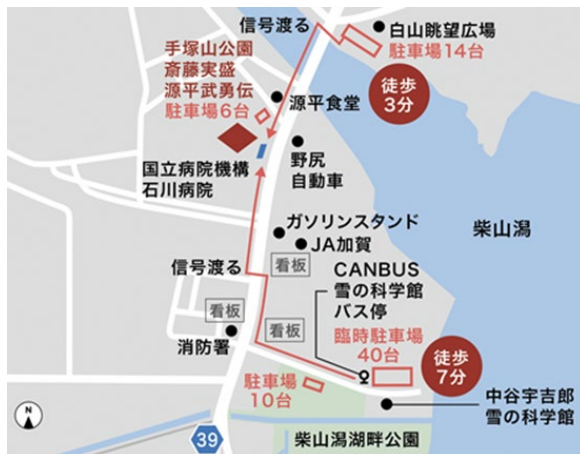 信号渡る
白山眺望広場
駐車場14台
手塚山公園
斎藤実盛
源平武勇伝
駐車場6台
源平食堂
徒歩
3分
国立病院機構
石川病院
野尻
自動車
柴山潟
ガソリンスタンド
JA加賀
看板
信号渡る
CANBUS
雪の科学館
バス停
看板
消防署
看板
臨時駐車場
40台
徒歩
7分
駐車場
10台
中谷宇吉郎
雪の科学館
N
39
柴山潟湖畔公園